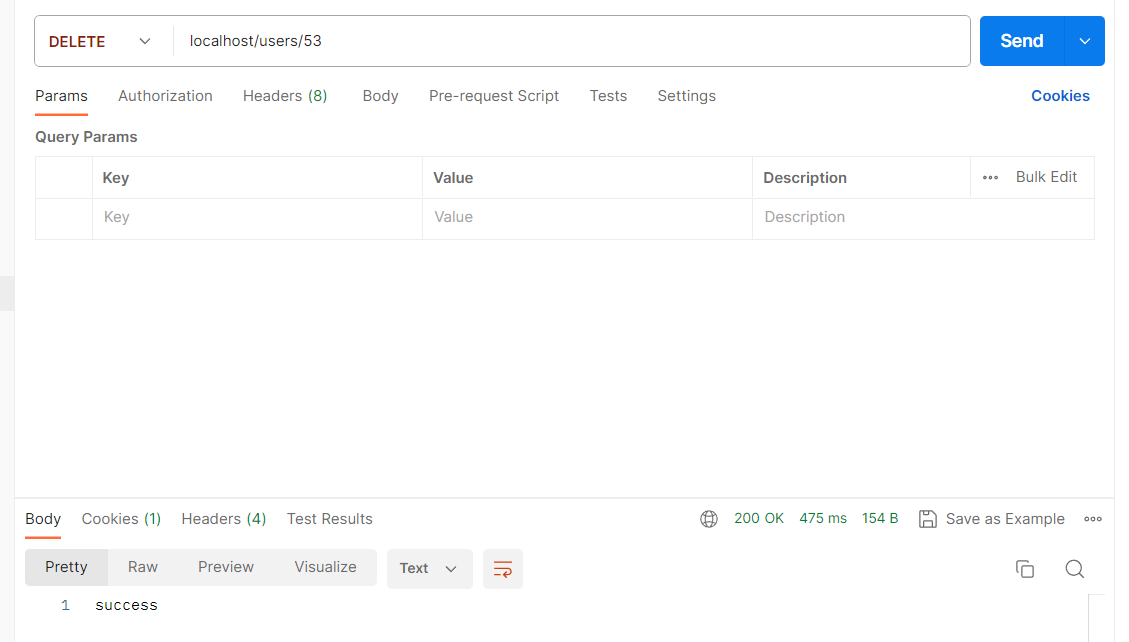 DELETE localhost/users/53 Send
Params Authorization Headers (8) Body Pre-request Script Tests Settings Cookies
Query Params
Key Value Description Bulk Edit
Key Value Description
Body Cookies (1) Headers (4) Test Results 200 OK 475 ms 154 B Save as Example
Pretty Raw Preview Visualize Text
1 success